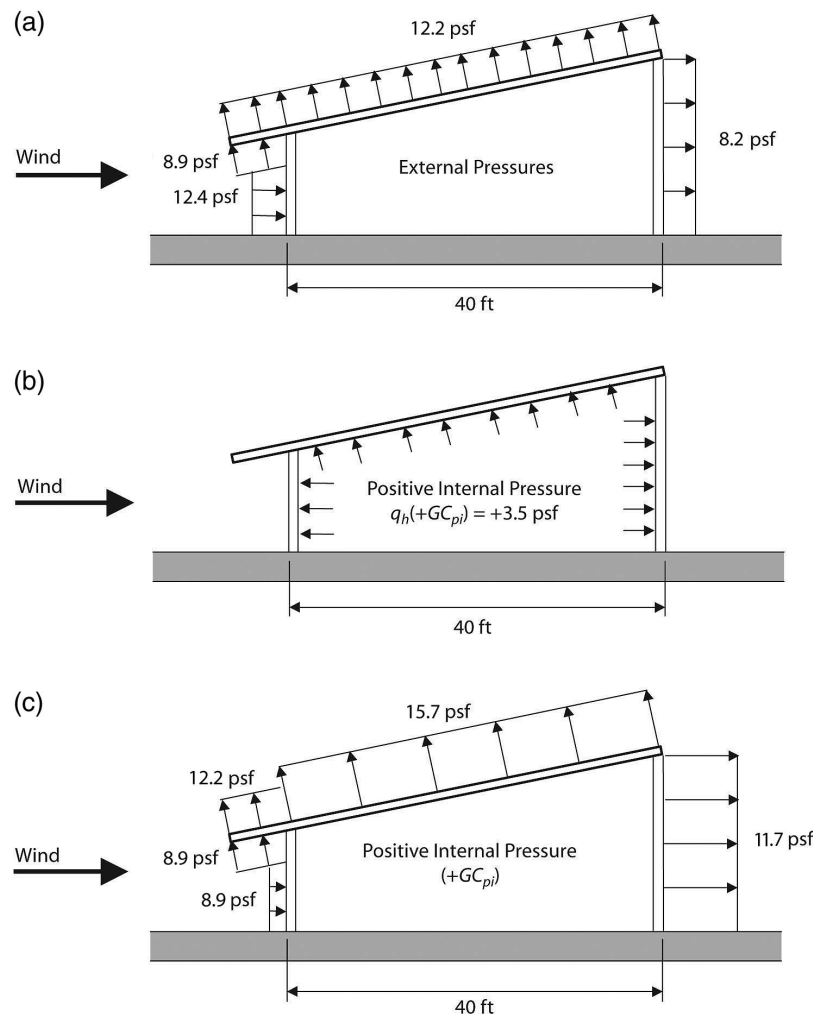 (a)
12.2 psf
Wind
8.9 psf
12.4 psf
External Pressures
8.2 psf
40 ft
(b)
Wind
Positive Internal Pressure
q_h(+GC_pi) = +3.5 psf
40 ft
(c)
15.7 psf
12.2 psf
Wind
8.9 psf
8.9 psf
Positive Internal Pressure
(+GC_pi)
11.7 psf
40 ft